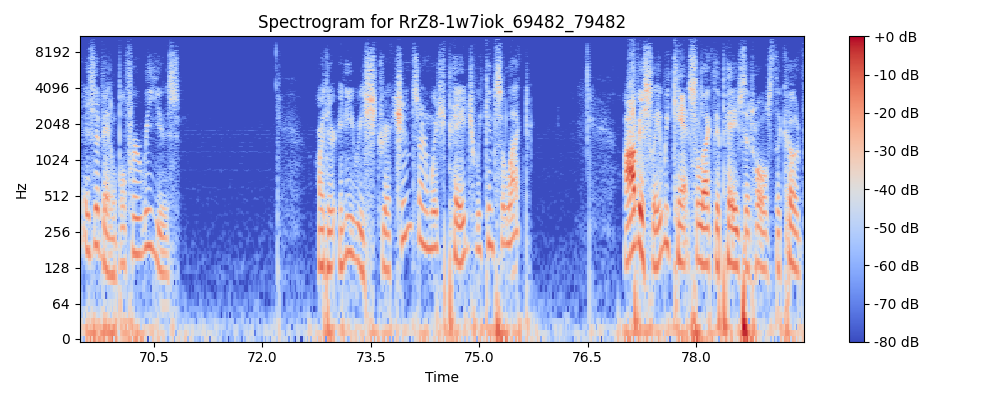 Spectrogram for RrZ8-1w7iok_69482_79482
8192
4096
2048
1024
512
256
128
64
0
Hz
70.5
72.0
73.5
75.0
76.5
78.0
Time
+0 dB
-10 dB
-20 dB
-30 dB
-40 dB
-50 dB
-60 dB
-70 dB
-80 dB